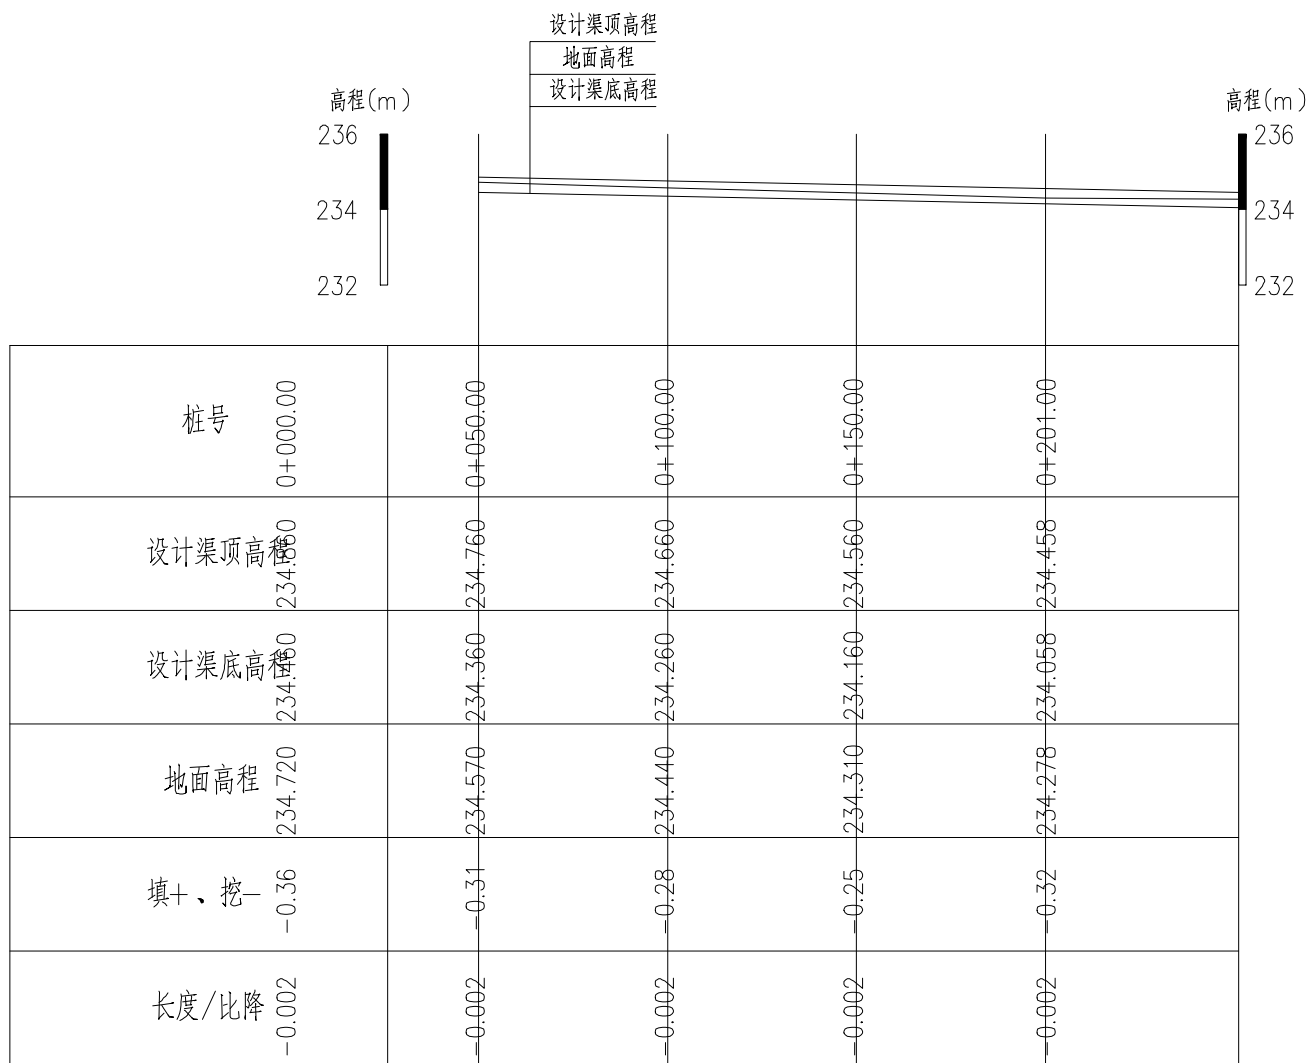 设计渠顶高程
地面高程
设计渠底高程
高程(m) 高程(m)
236 236
234 234
232 232
桩号 0+000.00 0+050.00 0+100.00 0+150.00 0+201.00
设计渠顶高程 234.860 234.760 234.660 234.560 234.458
设计渠底高程 234.460 234.360 234.260 234.160 234.058
地面高程 234.720 234.570 234.440 234.310 234.278
填+、挖- -0.36 -0.31 -0.28 -0.25 -0.32
长度/比降 -0.002 -0.002 -0.002 -0.002 -0.002